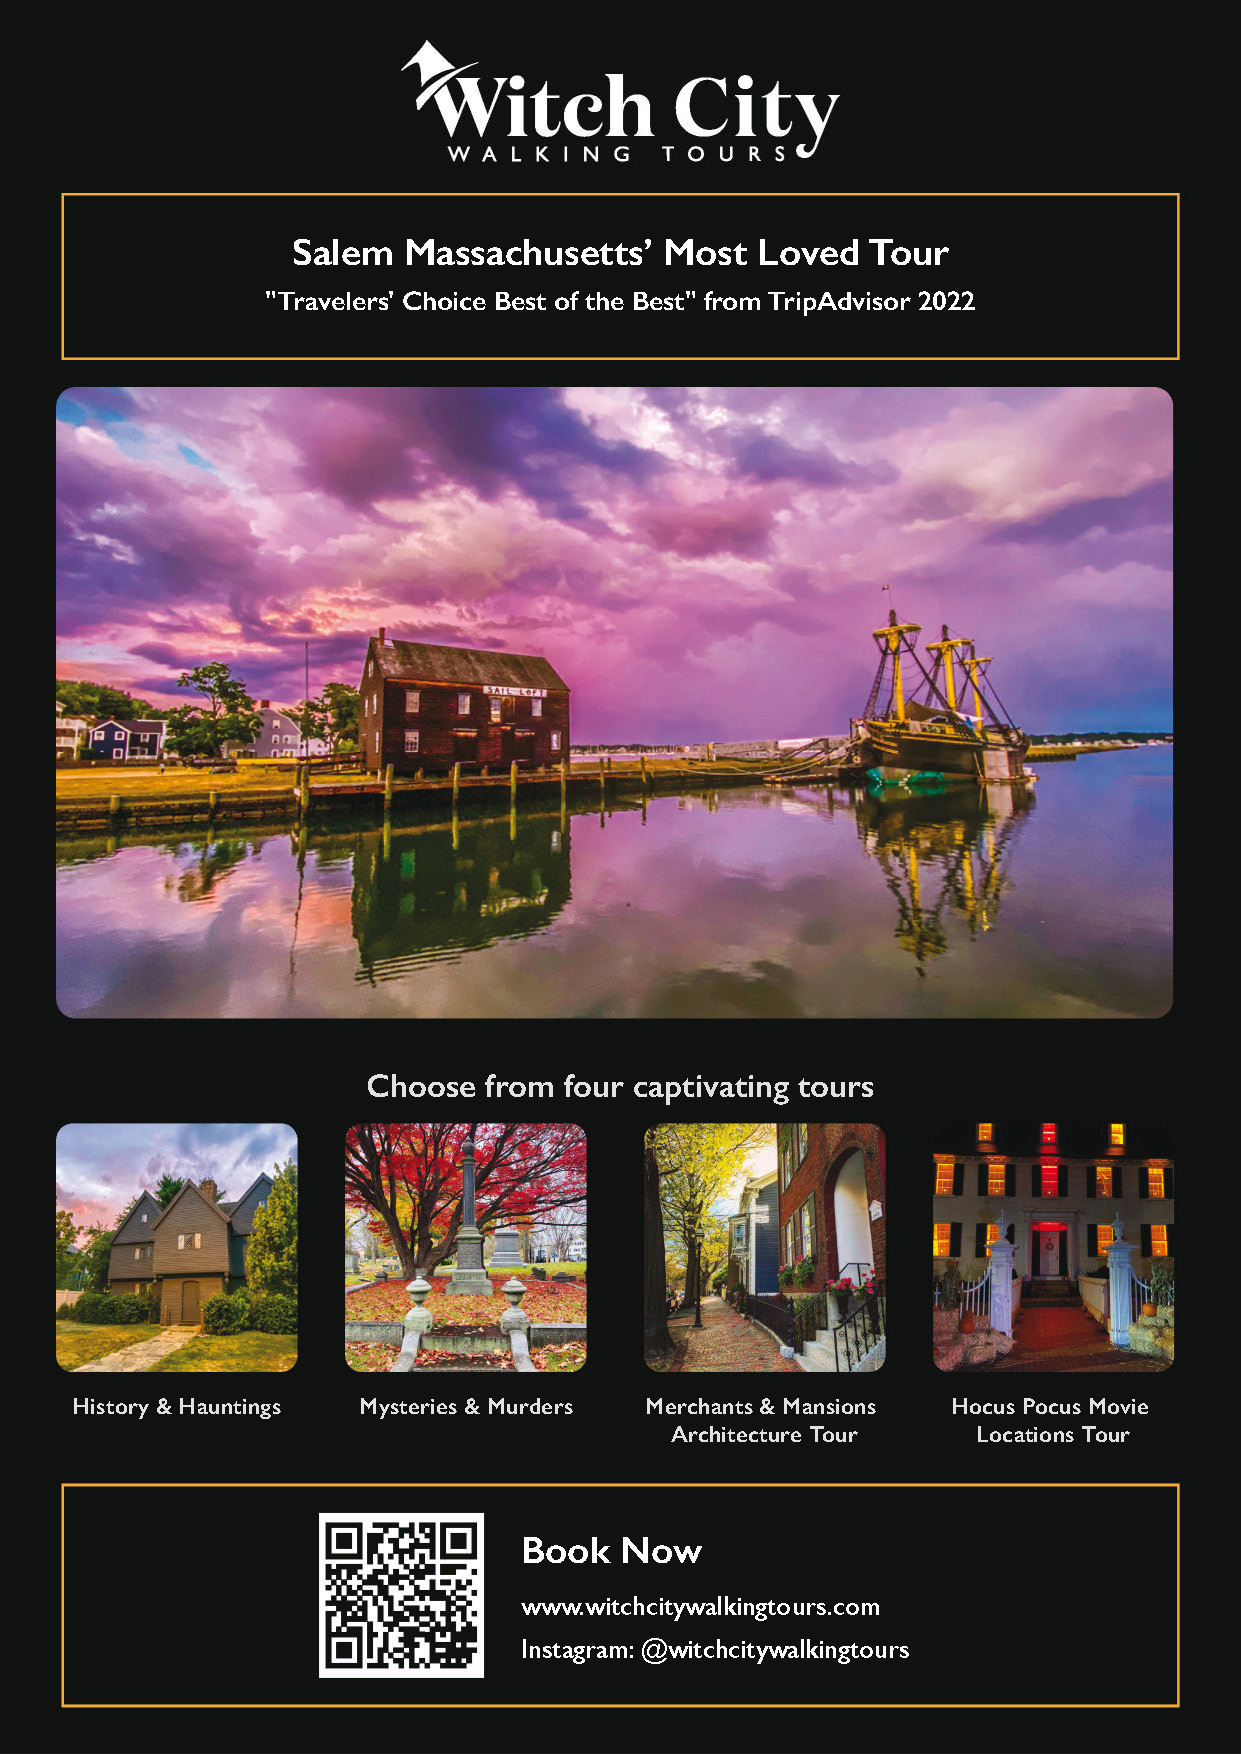 Witch City
WALKING TOURS
Salem Massachusetts’ Most Loved Tour
"Travelers' Choice Best of the Best" from TripAdvisor 2022
SAIL LOFT
Choose from four captivating tours
History & Hauntings
Mysteries & Murders
Merchants & Mansions
Architecture Tour
Hocus Pocus Movie
Locations Tour
Book Now
www.witchcitywalkingtours.com
Instagram: @witchcitywalkingtours